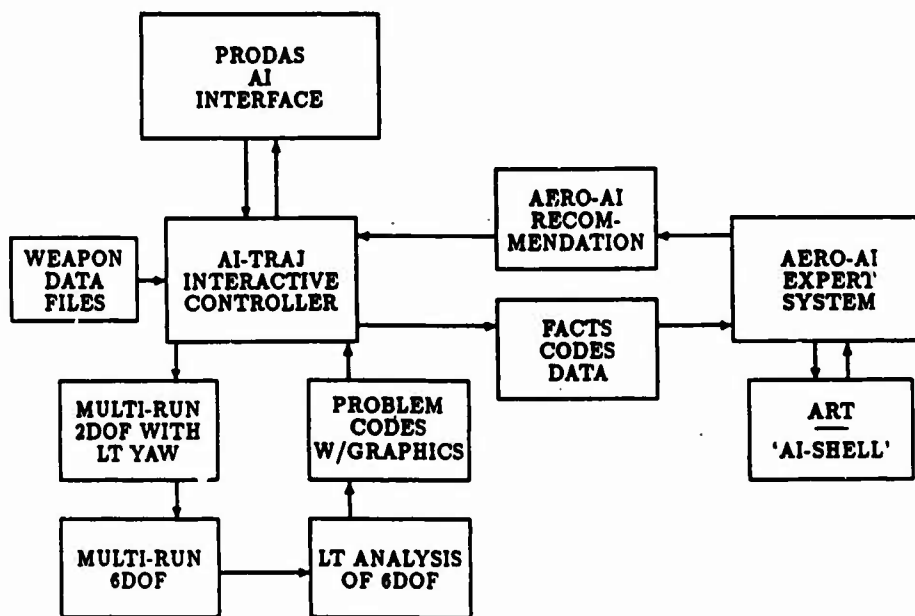 PRODAS
AI
INTERFACE
AERO-AI
RECOM-
MENDATION
WEAPON
DATA
FILES
AI-TRAJ
INTERACTIVE
CONTROLLER
AERO-AI
EXPERT
SYSTEM
FACTS
CODES
DATA
MULTI-RUN
2DOF WITH
LT YAW
PROBLEM
CODES
W/GRAPHICS
ART
'AI-SHELL'
MULTI-RUN
6DOF
LT ANALYSIS
OF 6DOF